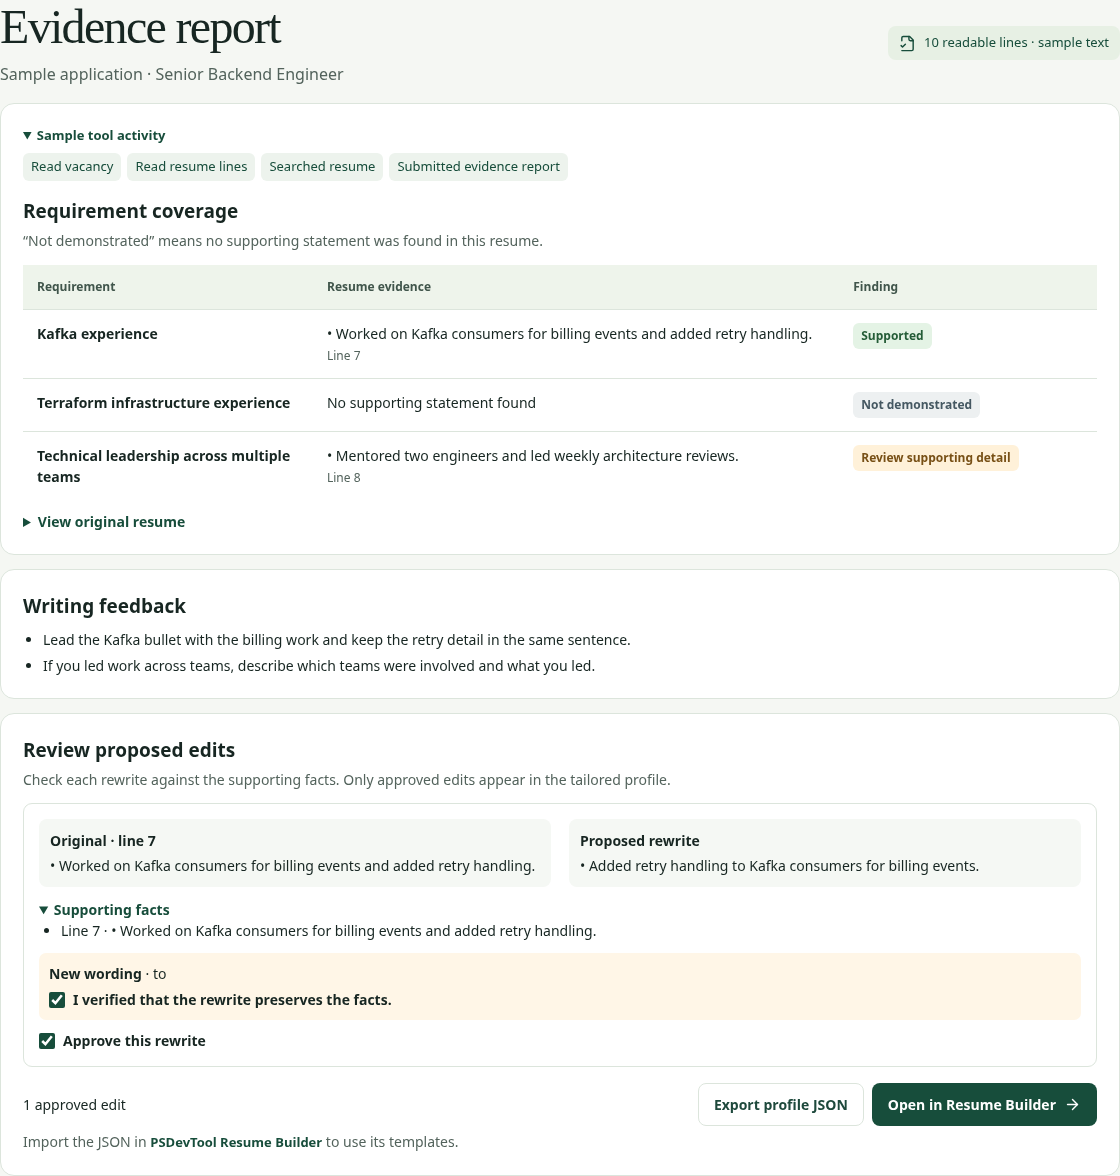 Evidence report
10 readable lines · sample text
Sample application · Senior Backend Engineer
▼ Sample tool activity
Read vacancy Read resume lines Searched resume Submitted evidence report
Requirement coverage
“Not demonstrated” means no supporting statement was found in this resume.
Requirement Resume evidence Finding
Kafka experience • Worked on Kafka consumers for billing events and added retry handling. Supported
Line 7
Terraform infrastructure experience No supporting statement found Not demonstrated
Technical leadership across multiple • Mentored two engineers and led weekly architecture reviews. Review supporting detail
teams Line 8
▶ View original resume
Writing feedback
• Lead the Kafka bullet with the billing work and keep the retry detail in the same sentence.
• If you led work across teams, describe which teams were involved and what you led.
Review proposed edits
Check each rewrite against the supporting facts. Only approved edits appear in the tailored profile.
Original · line 7 Proposed rewrite
• Worked on Kafka consumers for billing events and added retry handling. • Added retry handling to Kafka consumers for billing events.
▼ Supporting facts
• Line 7 · • Worked on Kafka consumers for billing events and added retry handling.
New wording · to
I verified that the rewrite preserves the facts.
Approve this rewrite
1 approved edit Export profile JSON Open in Resume Builder →
Import the JSON in PSDevTool Resume Builder to use its templates.